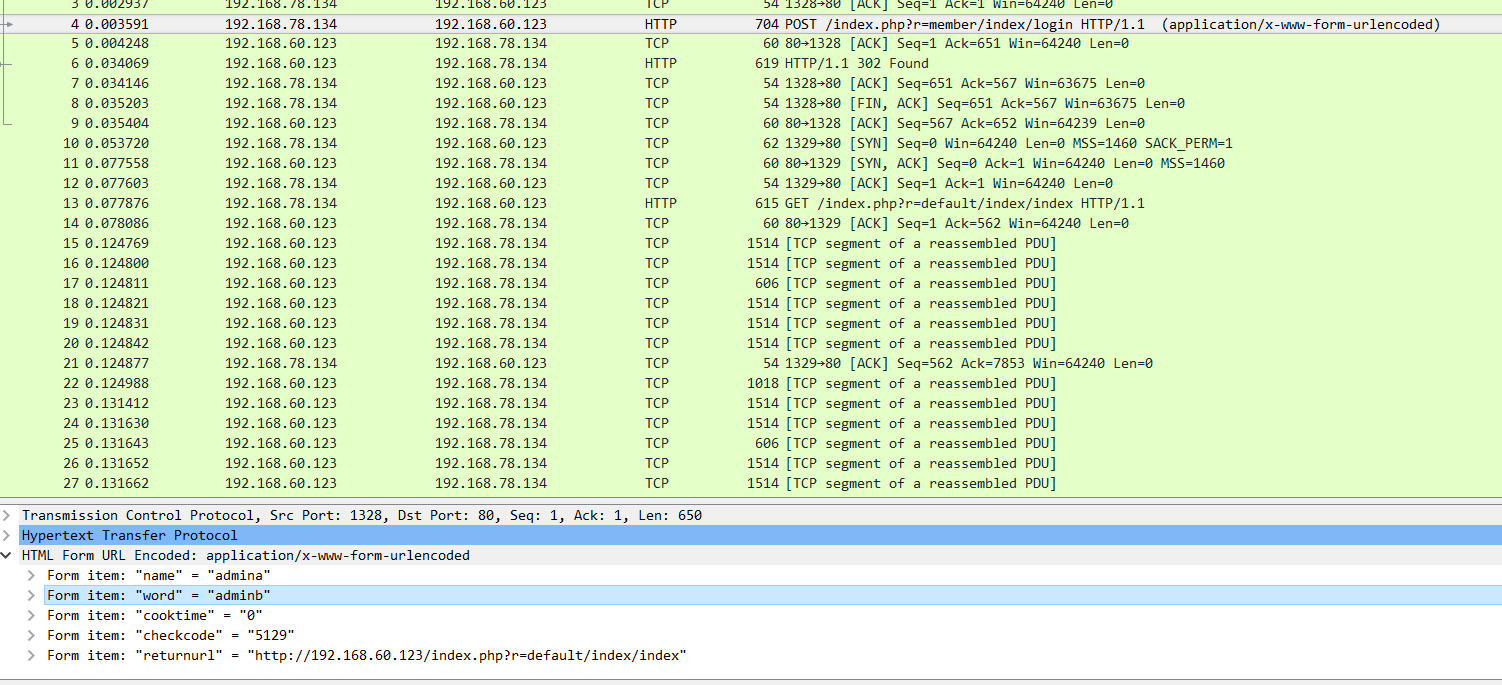 3 0.002937 192.168.78.134 192.168.60.123 TCP 54 1328→80 [ACK] Seq=1 Ack=1 Win=64240 Len=0
4 0.003591 192.168.78.134 192.168.60.123 HTTP 704 POST /index.php?r=member/index/login HTTP/1.1  (application/x-www-form-urlencoded)
5 0.004248 192.168.60.123 192.168.78.134 TCP 60 80→1328 [ACK] Seq=1 Ack=651 Win=64240 Len=0
6 0.034069 192.168.60.123 192.168.78.134 HTTP 619 HTTP/1.1 302 Found
7 0.034146 192.168.78.134 192.168.60.123 TCP 54 1328→80 [ACK] Seq=651 Ack=567 Win=63675 Len=0
8 0.035203 192.168.78.134 192.168.60.123 TCP 54 1328→80 [FIN, ACK] Seq=651 Ack=567 Win=63675 Len=0
9 0.035404 192.168.60.123 192.168.78.134 TCP 60 80→1328 [ACK] Seq=567 Ack=652 Win=64239 Len=0
10 0.053720 192.168.78.134 192.168.60.123 TCP 62 1329→80 [SYN] Seq=0 Win=64240 Len=0 MSS=1460 SACK_PERM=1
11 0.077558 192.168.60.123 192.168.78.134 TCP 60 80→1329 [SYN, ACK] Seq=0 Ack=1 Win=64240 Len=0 MSS=1460
12 0.077603 192.168.78.134 192.168.60.123 TCP 54 1329→80 [ACK] Seq=1 Ack=1 Win=64240 Len=0
13 0.077876 192.168.78.134 192.168.60.123 HTTP 615 GET /index.php?r=default/index/index HTTP/1.1
14 0.078086 192.168.60.123 192.168.78.134 TCP 60 80→1329 [ACK] Seq=1 Ack=562 Win=64240 Len=0
15 0.124769 192.168.60.123 192.168.78.134 TCP 1514 [TCP segment of a reassembled PDU]
16 0.124800 192.168.60.123 192.168.78.134 TCP 1514 [TCP segment of a reassembled PDU]
17 0.124811 192.168.60.123 192.168.78.134 TCP 606 [TCP segment of a reassembled PDU]
18 0.124821 192.168.60.123 192.168.78.134 TCP 1514 [TCP segment of a reassembled PDU]
19 0.124831 192.168.60.123 192.168.78.134 TCP 1514 [TCP segment of a reassembled PDU]
20 0.124842 192.168.60.123 192.168.78.134 TCP 1514 [TCP segment of a reassembled PDU]
21 0.124877 192.168.78.134 192.168.60.123 TCP 54 1329→80 [ACK] Seq=562 Ack=7853 Win=64240 Len=0
22 0.124988 192.168.60.123 192.168.78.134 TCP 1018 [TCP segment of a reassembled PDU]
23 0.131412 192.168.60.123 192.168.78.134 TCP 1514 [TCP segment of a reassembled PDU]
24 0.131630 192.168.60.123 192.168.78.134 TCP 1514 [TCP segment of a reassembled PDU]
25 0.131643 192.168.60.123 192.168.78.134 TCP 606 [TCP segment of a reassembled PDU]
26 0.131652 192.168.60.123 192.168.78.134 TCP 1514 [TCP segment of a reassembled PDU]
27 0.131662 192.168.60.123 192.168.78.134 TCP 1514 [TCP segment of a reassembled PDU]
Transmission Control Protocol, Src Port: 1328, Dst Port: 80, Seq: 1, Ack: 1, Len: 650
Hypertext Transfer Protocol
HTML Form URL Encoded: application/x-www-form-urlencoded
Form item: "name" = "admina"
Form item: "word" = "adminb"
Form item: "cooktime" = "0"
Form item: "checkcode" = "5129"
Form item: "returnurl" = "http://192.168.60.123/index.php?r=default/index/index"